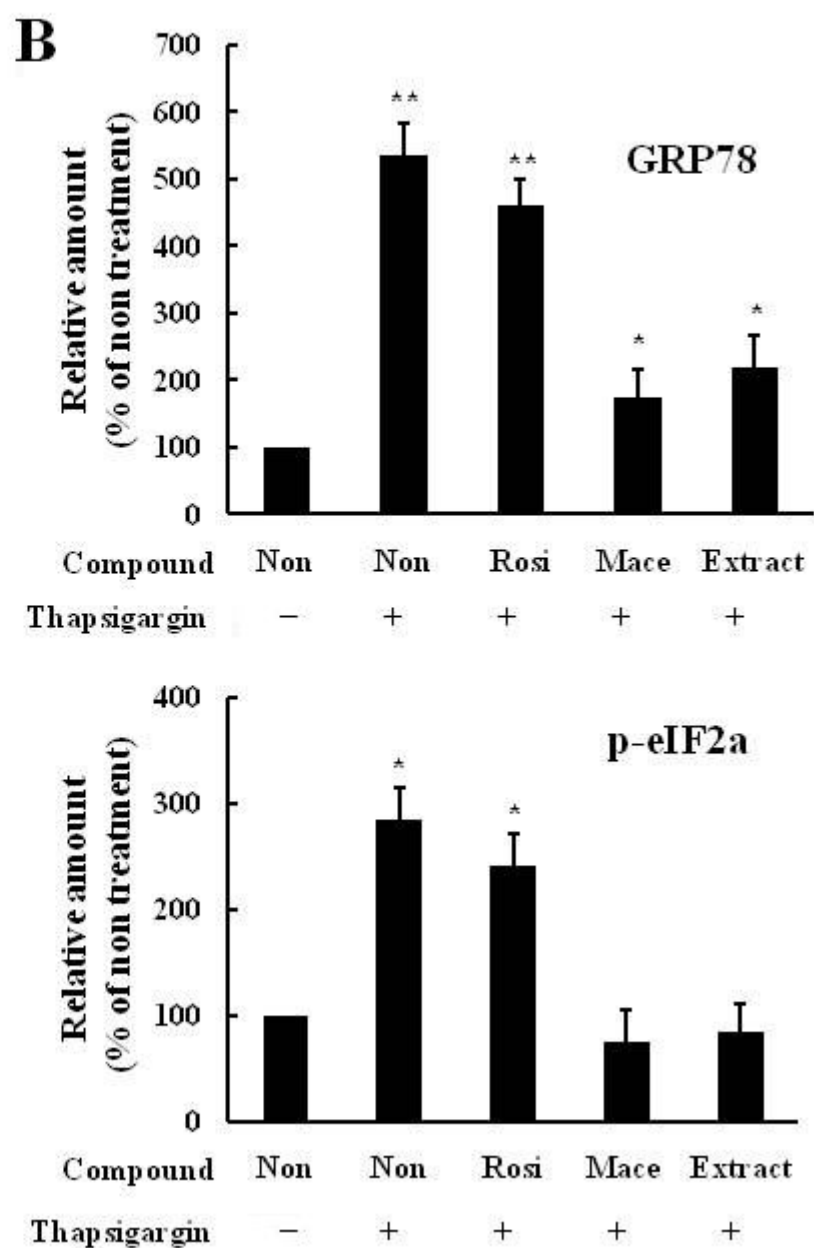 B
700
600
500
400
300
200
100
0
Relative amount
(% of non treatment)
** ** * *
GRP78
Compound Non Non Rosi Mace Extract
Thapsigargin − + + + +
400
300
200
100
0
Relative amount
(% of non treatment)
* *
p-eIF2a
Compound Non Non Rosi Mace Extract
Thapsigargin − + + + +